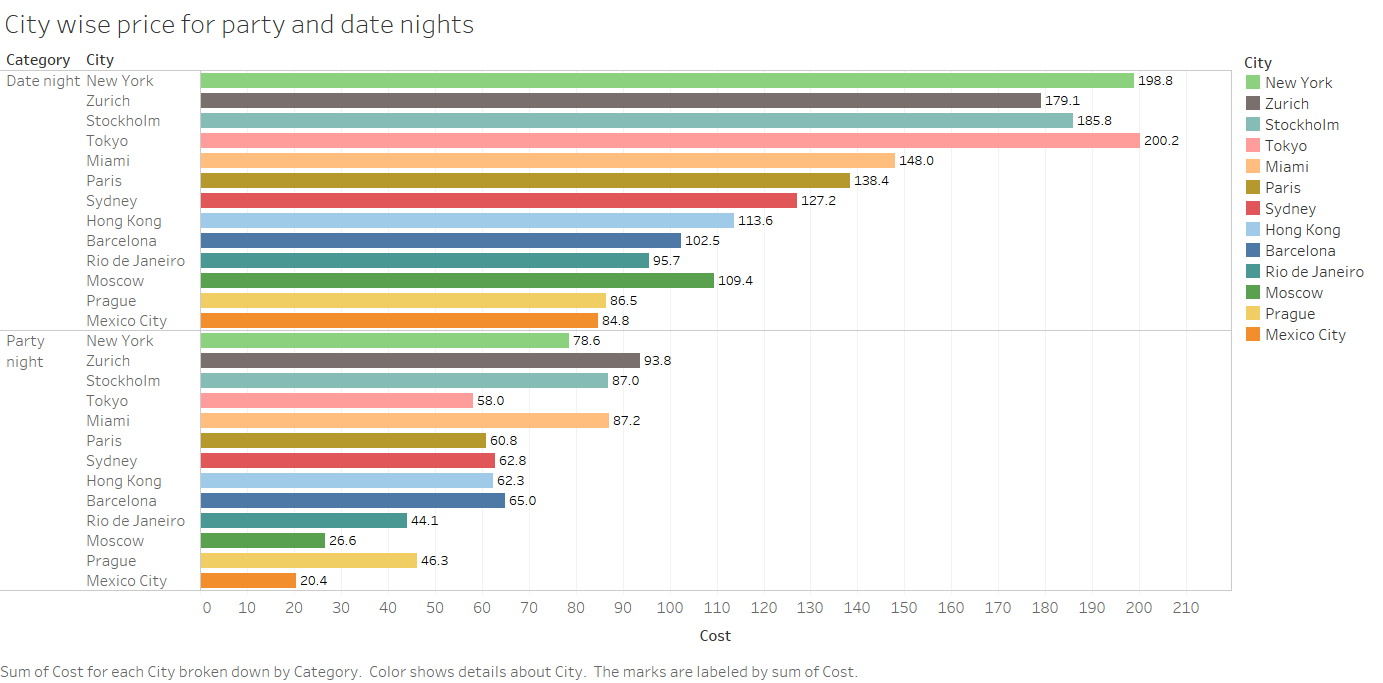 City wise price for party and date nights
Category City
Date night New York 198.8
Zurich 179.1
Stockholm 185.8
Tokyo 200.2
Miami 148.0
Paris 138.4
Sydney 127.2
Hong Kong 113.6
Barcelona 102.5
Rio de Janeiro 95.7
Moscow 109.4
Prague 86.5
Mexico City 84.8
Party night New York 78.6
Zurich 93.8
Stockholm 87.0
Tokyo 58.0
Miami 87.2
Paris 60.8
Sydney 62.8
Hong Kong 62.3
Barcelona 65.0
Rio de Janeiro 44.1
Moscow 26.6
Prague 46.3
Mexico City 20.4
0 10 20 30 40 50 60 70 80 90 100 110 120 130 140 150 160 170 180 190 200 210
Cost
City
New York
Zurich
Stockholm
Tokyo
Miami
Paris
Sydney
Hong Kong
Barcelona
Rio de Janeiro
Moscow
Prague
Mexico City
Sum of Cost for each City broken down by Category. Color shows details about City. The marks are labeled by sum of Cost.